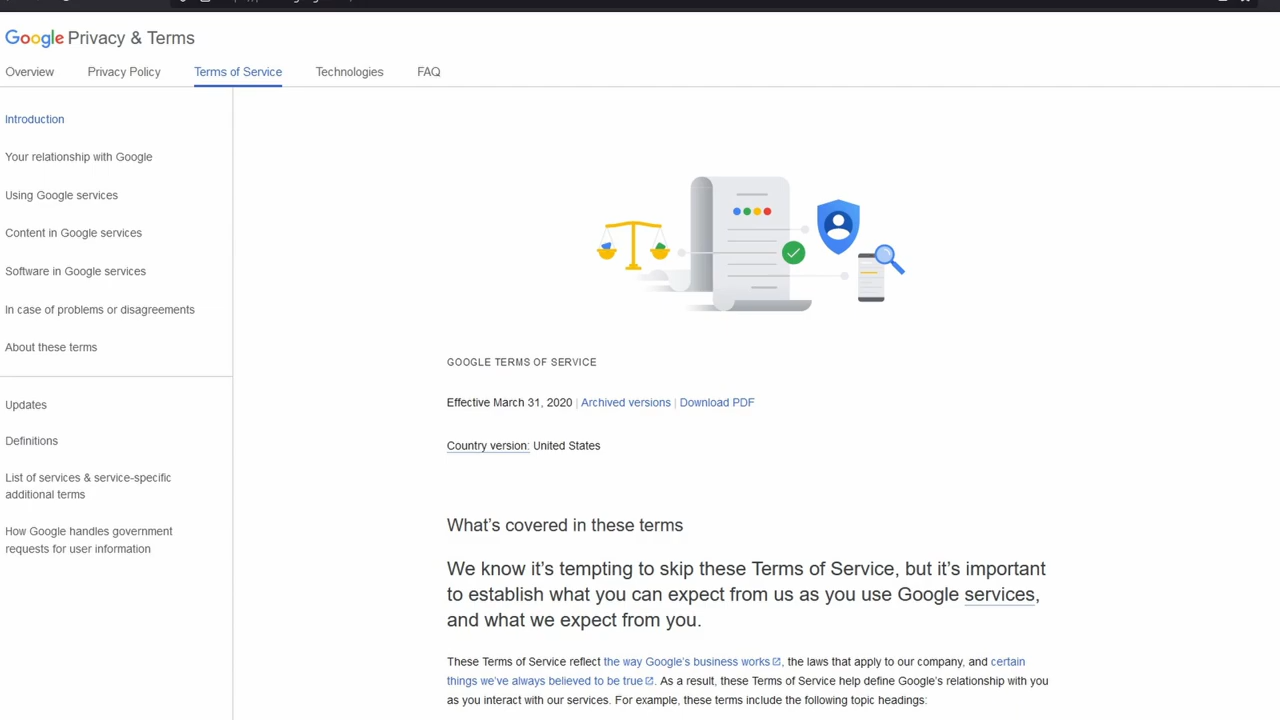 Google Privacy & Terms
Overview Privacy Policy Terms of Service Technologies FAQ
Introduction
Your relationship with Google
Using Google services
Content in Google services
Software in Google services
In case of problems or disagreements
About these terms
Updates
Definitions
List of services & service-specific
additional terms
How Google handles government
requests for user information
GOOGLE TERMS OF SERVICE
Effective March 31, 2020 | Archived versions | Download PDF
Country version: United States
What’s covered in these terms
We know it’s tempting to skip these Terms of Service, but it’s important
to establish what you can expect from us as you use Google services,
and what we expect from you.
These Terms of Service reflect the way Google’s business works, the laws that apply to our company, and certain
things we’ve always believed to be true. As a result, these Terms of Service help define Google’s relationship with you
as you interact with our services. For example, these terms include the following topic headings: